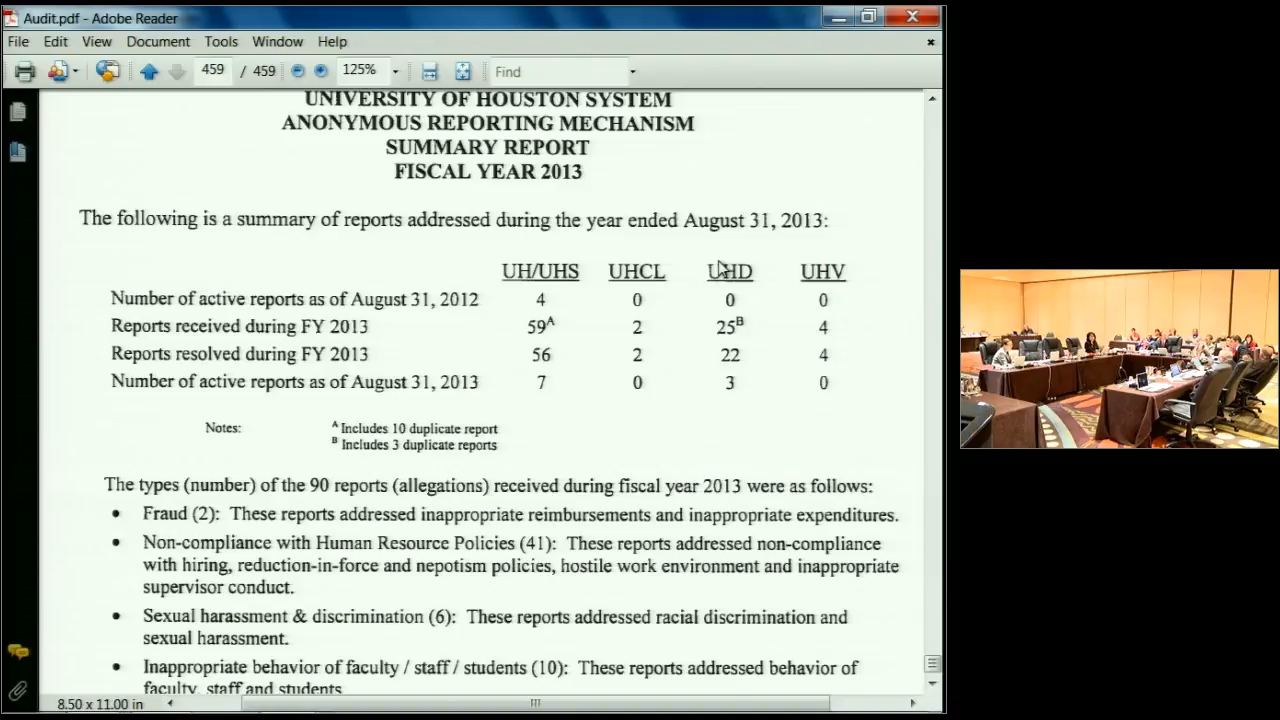 Audit.pdf - Adobe Reader
File Edit View Document Tools Window Help
459 / 459 125% Find
UNIVERSITY OF HOUSTON SYSTEM
ANONYMOUS REPORTING MECHANISM
SUMMARY REPORT
FISCAL YEAR 2013
The following is a summary of reports addressed during the year ended August 31, 2013:
UH/UHS UHCL UHD UHV
Number of active reports as of August 31, 2012 4 0 0 0
Reports received during FY 2013 59A 2 25B 4
Reports resolved during FY 2013 56 2 22 4
Number of active reports as of August 31, 2013 7 0 3 0
Notes: A Includes 10 duplicate report
B Includes 3 duplicate reports
The types (number) of the 90 reports (allegations) received during fiscal year 2013 were as follows:
• Fraud (2): These reports addressed inappropriate reimbursements and inappropriate expenditures.
• Non-compliance with Human Resource Policies (41): These reports addressed non-compliance
with hiring, reduction-in-force and nepotism policies, hostile work environment and inappropriate
supervisor conduct.
• Sexual harassment & discrimination (6): These reports addressed racial discrimination and
sexual harassment.
• Inappropriate behavior of faculty / staff / students (10): These reports addressed behavior of
faculty, staff and students
8.50 x 11.00 in